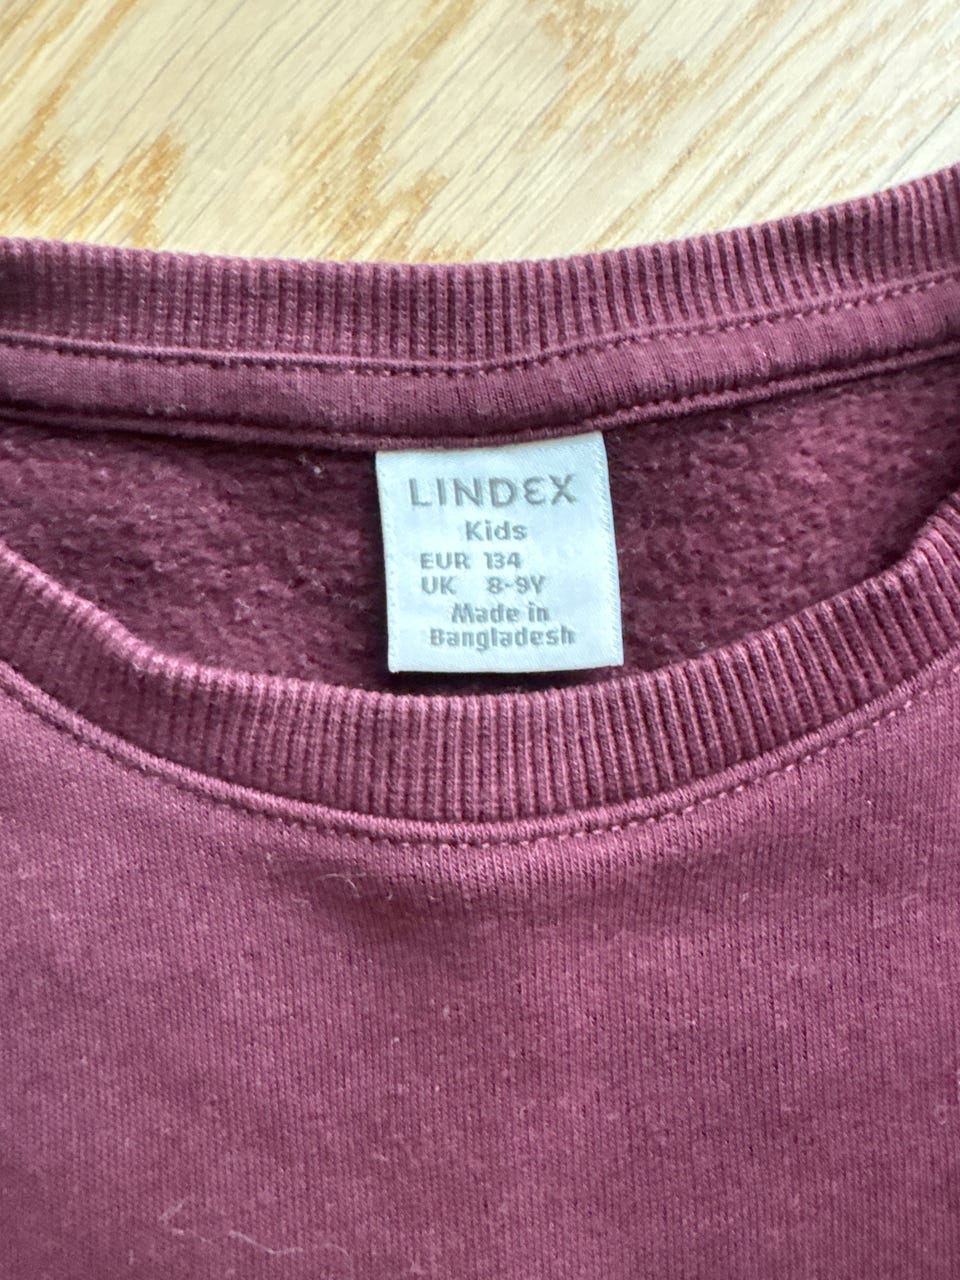 LINDEX
Kids
EUR 134
UK 8-9Y
Made in
Bangladesh